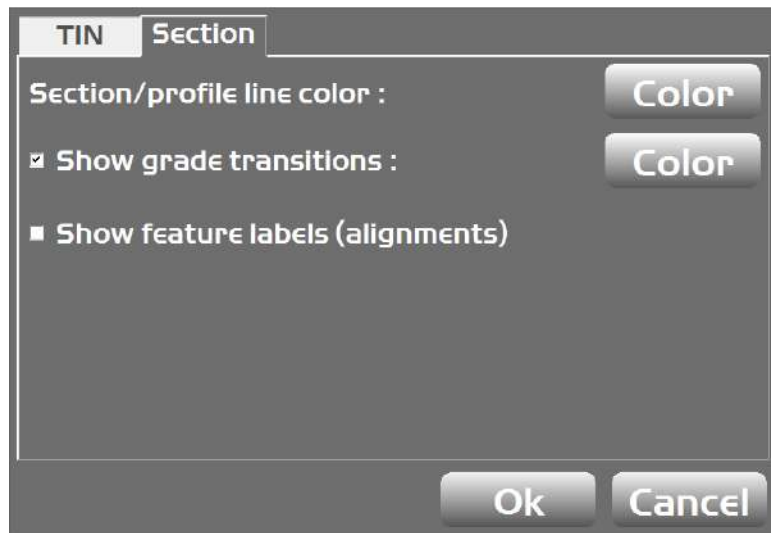 TIN Section
Section/profile line color : Color
Show grade transitions : Color
Show feature labels (alignments)
Ok Cancel